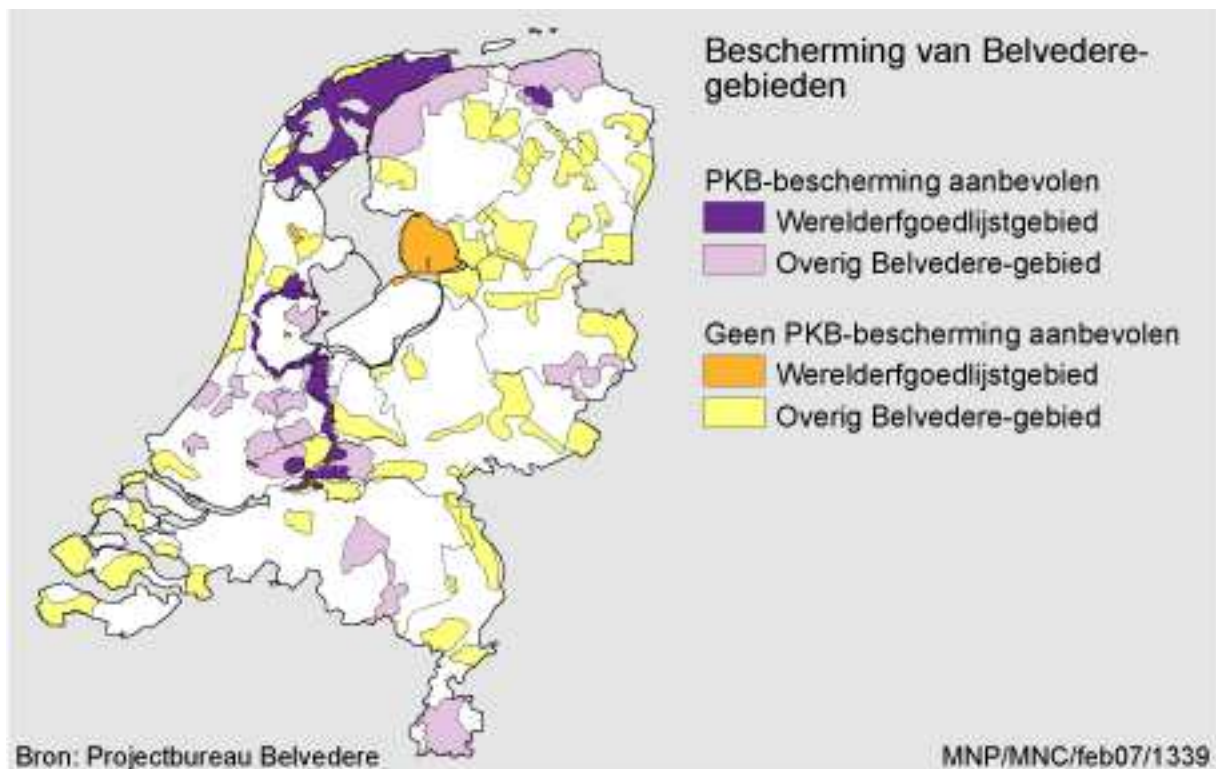 Bescherming van Belvedere-
gebieden
PKB-bescherming aanbevolen
Werelderfgoedlijstgebied
Overig Belvedere-gebied
Geen PKB-bescherming aanbevolen
Werelderfgoedlijstgebied
Overig Belvedere-gebied
Bron: Projectbureau Belvedere
MNP/MNC/feb07/1339